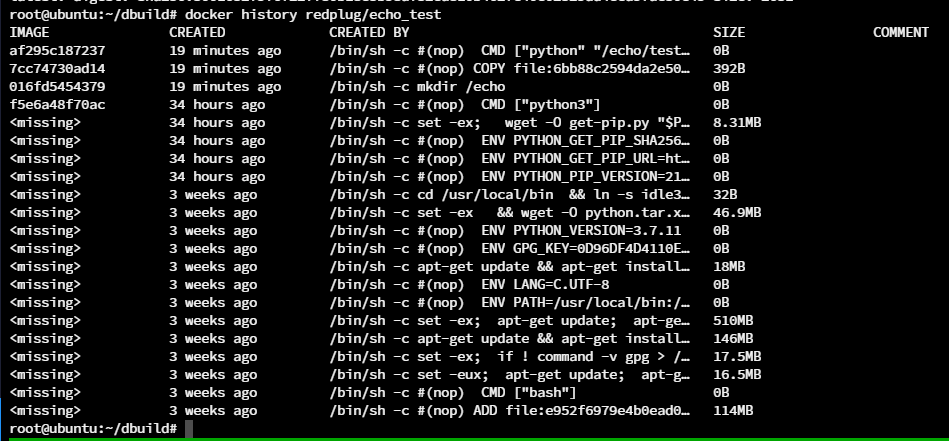 root@ubuntu:~/dbuild# docker history redplug/echo_test
IMAGE CREATED CREATED BY SIZE COMMENT
af295c187237 19 minutes ago /bin/sh -c #(nop) CMD ["python" "/echo/test… 0B
7cc74730ad14 19 minutes ago /bin/sh -c #(nop) COPY file:6bb88c2594da2e50… 392B
016fd5454379 19 minutes ago /bin/sh -c mkdir /echo 0B
f5e6a48f70ac 34 hours ago /bin/sh -c #(nop) CMD ["python3"] 0B
<missing> 34 hours ago /bin/sh -c set -ex; wget -O get-pip.py "$P… 8.31MB
<missing> 34 hours ago /bin/sh -c #(nop) ENV PYTHON_GET_PIP_SHA256… 0B
<missing> 34 hours ago /bin/sh -c #(nop) ENV PYTHON_GET_PIP_URL=ht… 0B
<missing> 34 hours ago /bin/sh -c #(nop) ENV PYTHON_PIP_VERSION=21… 0B
<missing> 3 weeks ago /bin/sh -c cd /usr/local/bin && ln -s idle3… 32B
<missing> 3 weeks ago /bin/sh -c set -ex && wget -O python.tar.x… 46.9MB
<missing> 3 weeks ago /bin/sh -c #(nop) ENV PYTHON_VERSION=3.7.11 0B
<missing> 3 weeks ago /bin/sh -c #(nop) ENV GPG_KEY=0D96DF4D4110E… 0B
<missing> 3 weeks ago /bin/sh -c apt-get update && apt-get install… 18MB
<missing> 3 weeks ago /bin/sh -c #(nop) ENV LANG=C.UTF-8 0B
<missing> 3 weeks ago /bin/sh -c #(nop) ENV PATH=/usr/local/bin:/… 0B
<missing> 3 weeks ago /bin/sh -c set -ex; apt-get update; apt-ge… 510MB
<missing> 3 weeks ago /bin/sh -c apt-get update && apt-get install… 146MB
<missing> 3 weeks ago /bin/sh -c set -ex; if ! command -v gpg > /… 17.5MB
<missing> 3 weeks ago /bin/sh -c set -eux; apt-get update; apt-g… 16.5MB
<missing> 3 weeks ago /bin/sh -c #(nop) CMD ["bash"] 0B
<missing> 3 weeks ago /bin/sh -c #(nop) ADD file:e952f6979e4b0ead0… 114MB
root@ubuntu:~/dbuild#